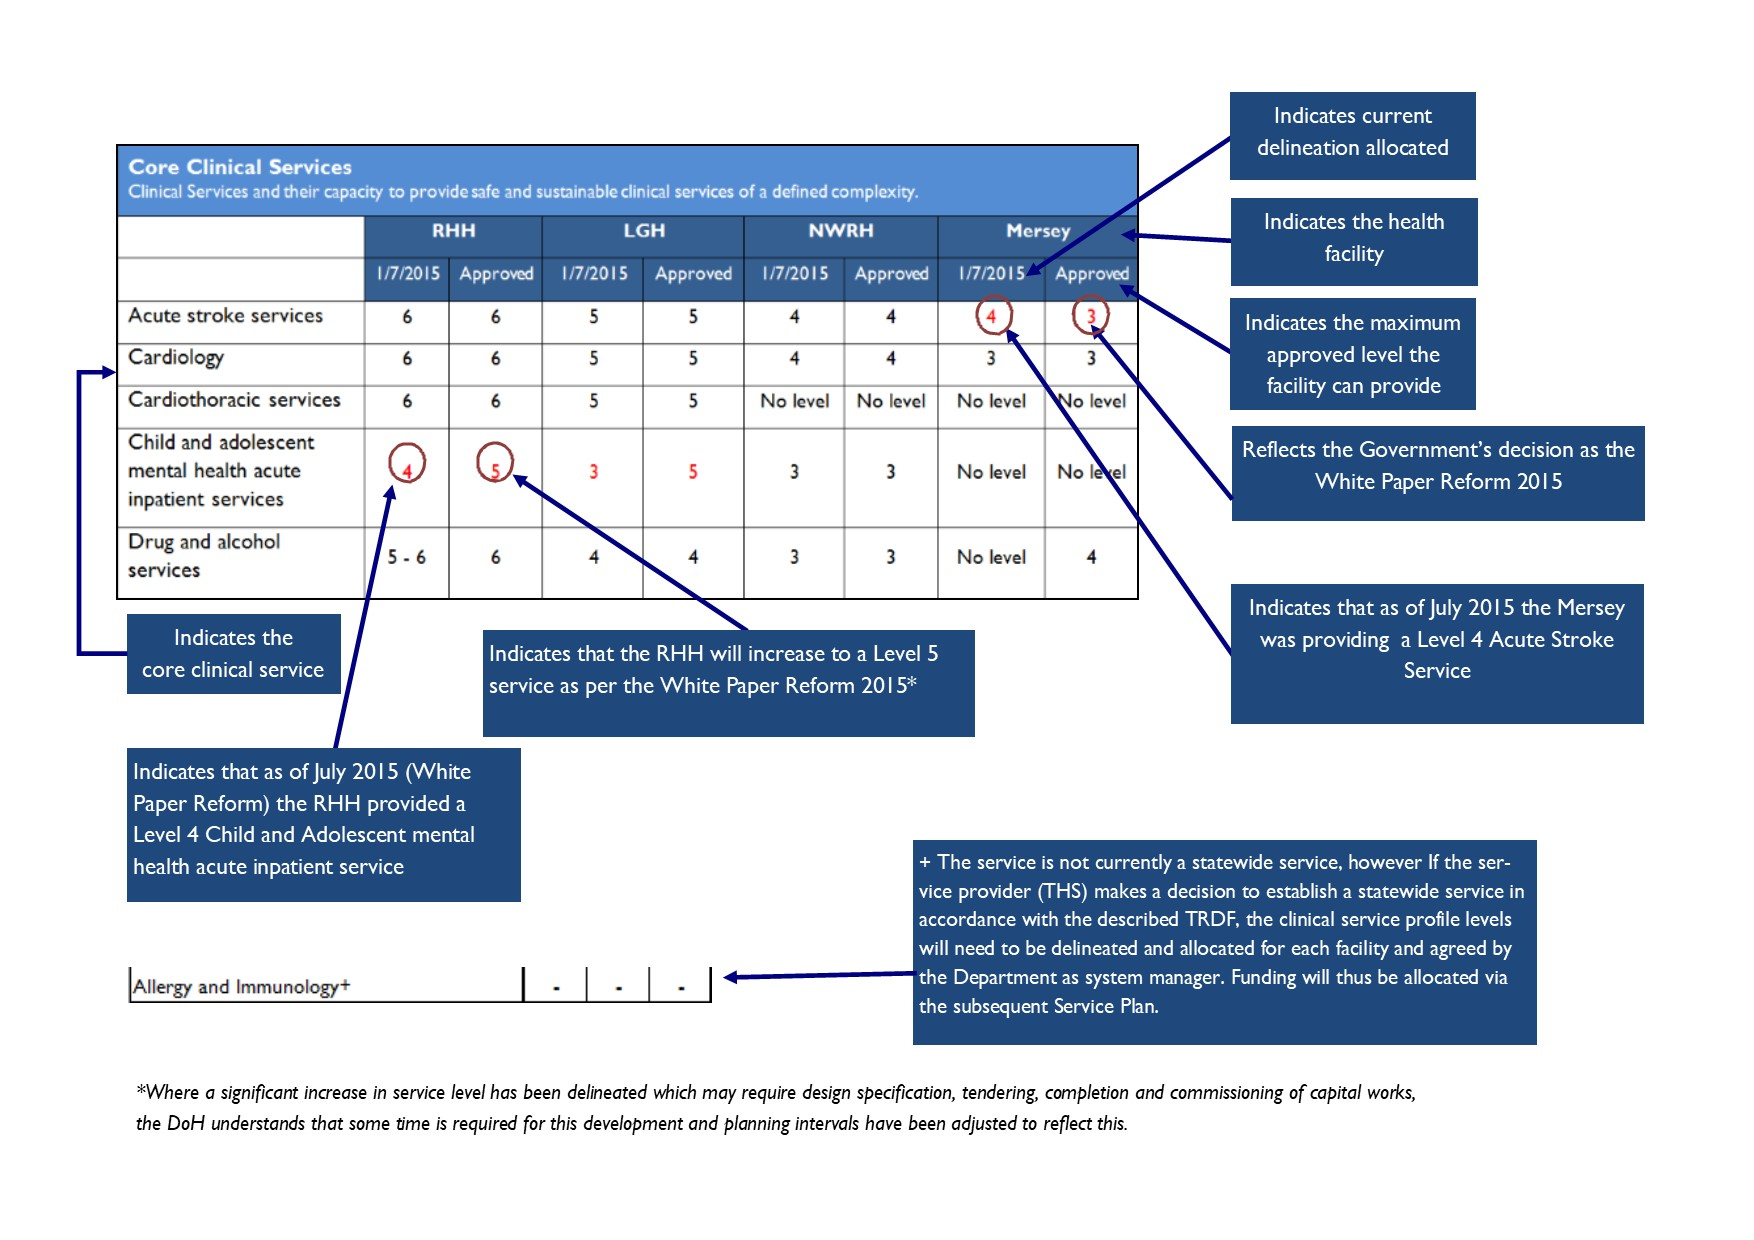 Indicates current
delineation allocated
Core Clinical Services
Clinical Services and their capacity to provide safe and sustainable clinical services of a defined complexity.
RHH LGH NWRH Mersey
1/7/2015 Approved 1/7/2015 Approved 1/7/2015 Approved 1/7/2015 Approved
Acute stroke services 6 6 5 5 4 4 4 3
Cardiology 6 6 5 5 4 4 3 3
Cardiothoracic services 6 6 5 5 No level No level No level No level
Child and adolescent
mental health acute 4 5 3 5 3 3 No level No level
inpatient services
Drug and alcohol
services 5 - 6 6 4 4 3 3 No level 4
Indicates the health
facility
Indicates the maximum
approved level the
facility can provide
Reflects the Government’s decision as the
White Paper Reform 2015
Indicates that as of July 2015 the Mersey
was providing a Level 4 Acute Stroke
Service
Indicates the
core clinical service
Indicates that the RHH will increase to a Level 5
service as per the White Paper Reform 2015*
Indicates that as of July 2015 (White
Paper Reform) the RHH provided a
Level 4 Child and Adolescent mental
health acute inpatient service
+ The service is not currently a statewide service, however If the ser-
vice provider (THS) makes a decision to establish a statewide service in
accordance with the described TRDF, the clinical service profile levels
will need to be delineated and allocated for each facility and agreed by
the Department as system manager. Funding will thus be allocated via
the subsequent Service Plan.
Allergy and Immunology+ - - -
*Where a significant increase in service level has been delineated which may require design specification, tendering, completion and commissioning of capital works,
the DoH understands that some time is required for this development and planning intervals have been adjusted to reflect this.